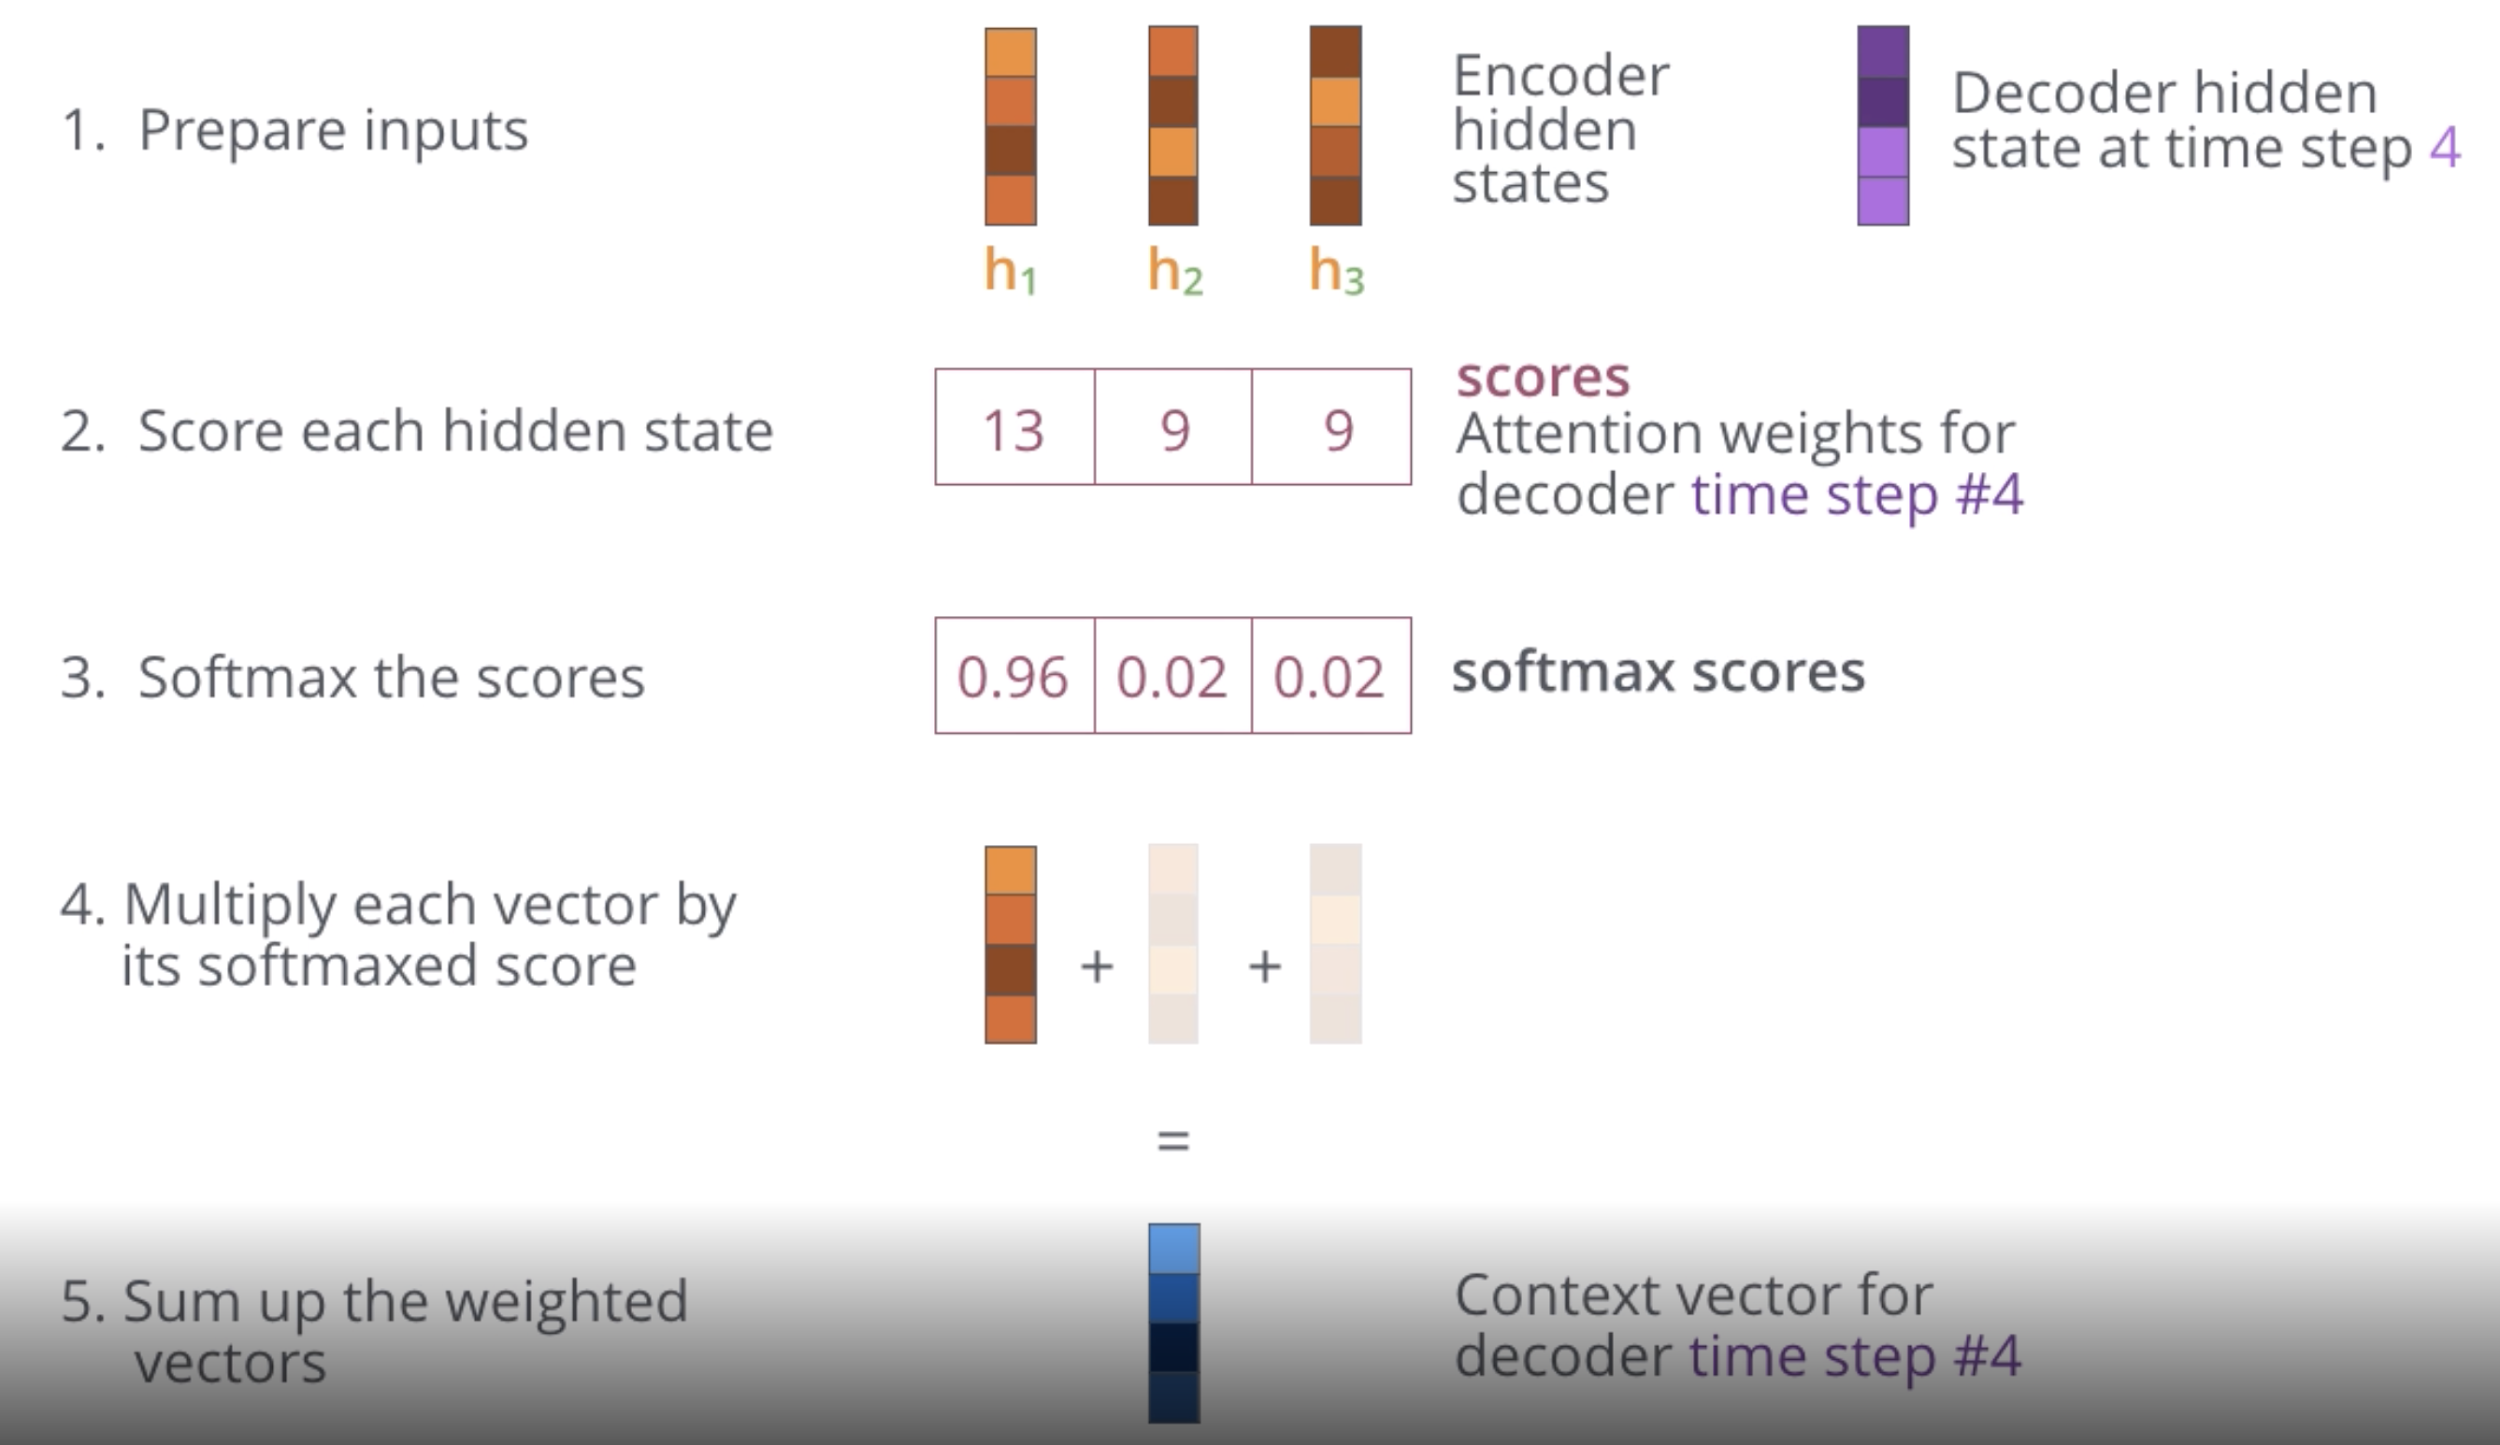 1. Prepare inputs
Encoder
hidden
states
Decoder hidden
state at time step 4
h1 h2 h3
2. Score each hidden state
13 9 9
scores
Attention weights for
decoder time step #4
3. Softmax the scores
0.96 0.02 0.02
softmax scores
4. Multiply each vector by
its softmaxed score
+ +
=
5. Sum up the weighted
vectors
Context vector for
decoder time step #4